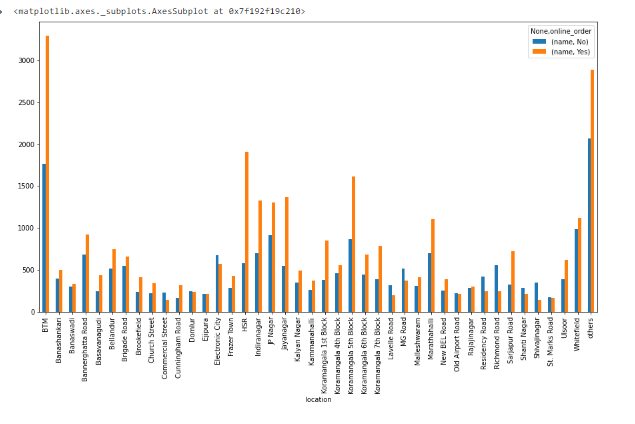 <matplotlib.axes._subplots.AxesSubplot at 0x7f192f19c210>
None,online_order
(name, No)
(name, Yes)
3000
2500
2000
1500
1000
500
0
BTM
Banashankari
Banaswadi
Bannerghatta Road
Basavanagudi
Bellandur
Brigade Road
Brookefield
Church Street
Commercial Street
Cunningham Road
Domlur
Ejipura
Electronic City
Frazer Town
HSR
Indiranagar
JP Nagar
Jayanagar
Kalyan Nagar
Kammanahalli
Koramangala 1st Block
Koramangala 4th Block
Koramangala 5th Block
Koramangala 6th Block
Koramangala 7th Block
Lavelle Road
MG Road
Malleshwaram
Marathahalli
New BEL Road
Old Airport Road
Rajajinagar
Residency Road
Richmond Road
Sarjapur Road
Shanti Nagar
Shivajinagar
St. Marks Road
Ulsoor
Whitefield
others
location